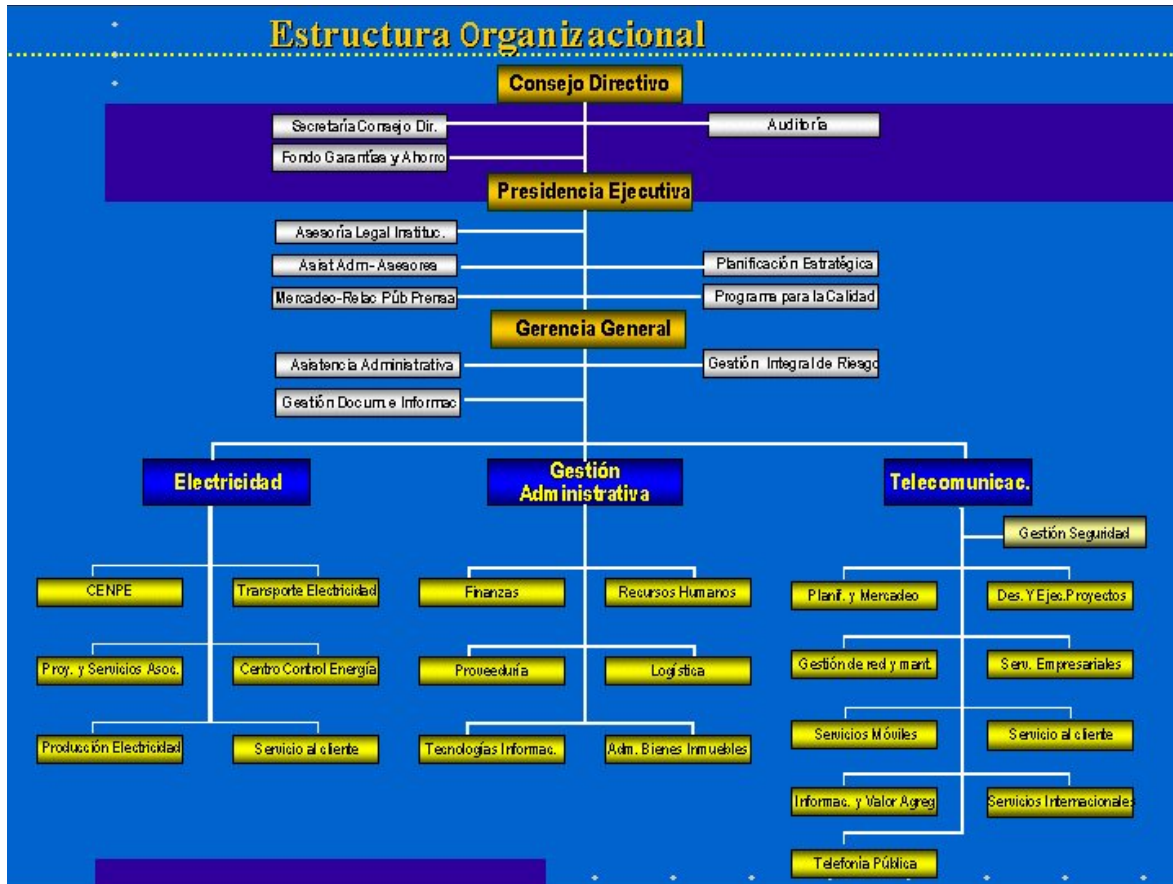 Estructura Organizacional
Consejo Directivo
Secretaría Consejo Dir.
Auditoría
Fondo Garantías y Ahorro
Presidencia Ejecutiva
Asesoría Legal Instituc.
Asist Adm-Asesores
Planificación Estratégica
Mercadeo-Relac Púb Prensa
Programa para la Calidad
Gerencia General
Asistencia Administrativa
Gestión Integral de Riesgo
Gestión Docum.e Informac
Electricidad
Gestión
Administrativa
Telecomunicac.
Gestión Seguridad
CENPE
Transporte Electricidad
Finanzas
Recursos Humanos
Planif. y Mercadeo
Des. Y Ejec.Proyectos
Proy. y Servicios Asoc.
Centro Control Energía
Proveeduría
Logística
Gestión de red y mant.
Serv. Empresariales
Producción Electricidad
Servicio al cliente
Tecnologías Informac.
Adm. Bienes Inmuebles
Servicios Móviles
Servicio al cliente
Informac. y Valor Agreg
Servicios Internacionales
Telefonía Pública